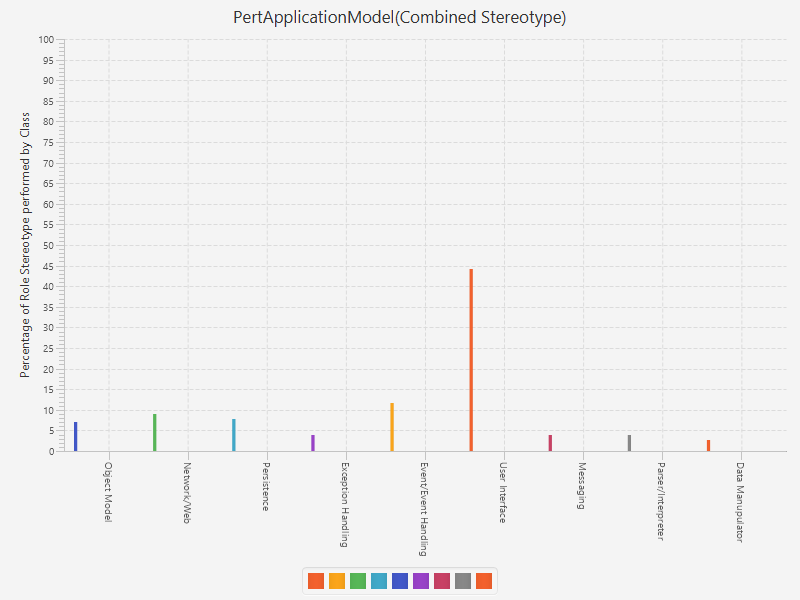 PertApplicationModel(Combined Stereotype)
Percentage of Role Stereotype performed by Class
100
95
90
85
80
75
70
65
60
55
50
45
40
35
30
25
20
15
10
5
0
Object Model
Network/Web
Persistence
Exception Handling
Event/Event Handling
User Interface
Messaging
Parser/Interpreter
Data Manupulator